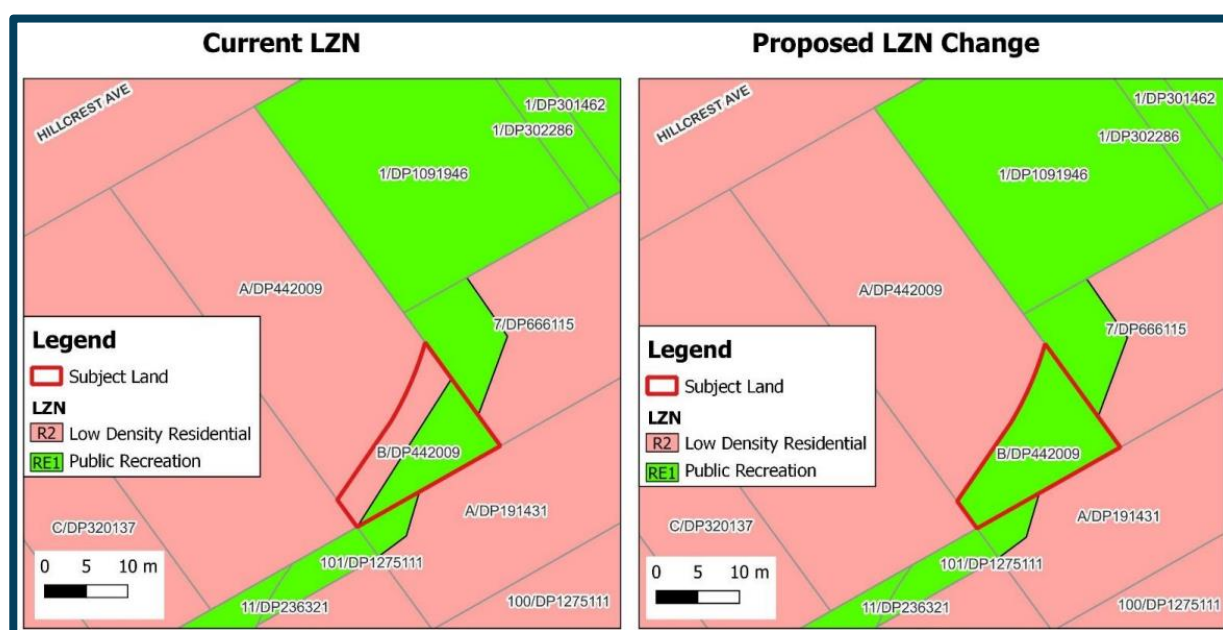 Current LZN
HILLCREST AVE
1/DP301462
1/DP302286
1/DP1091946
A/DP442009
7/DP666115
Legend
Subject Land
LZN
R2 Low Density Residential
RE1 Public Recreation
B/DP442009
A/DP191431
C/DP320137
0 5 10 m
101/DP1275111
11/DP236321
100/DP1275111
Proposed LZN Change
HILLCREST AVE
1/DP301462
1/DP302286
1/DP1091946
A/DP442009
7/DP666115
Legend
Subject Land
LZN
R2 Low Density Residential
RE1 Public Recreation
B/DP442009
A/DP191431
C/DP320137
0 5 10 m
101/DP1275111
11/DP236321
100/DP1275111